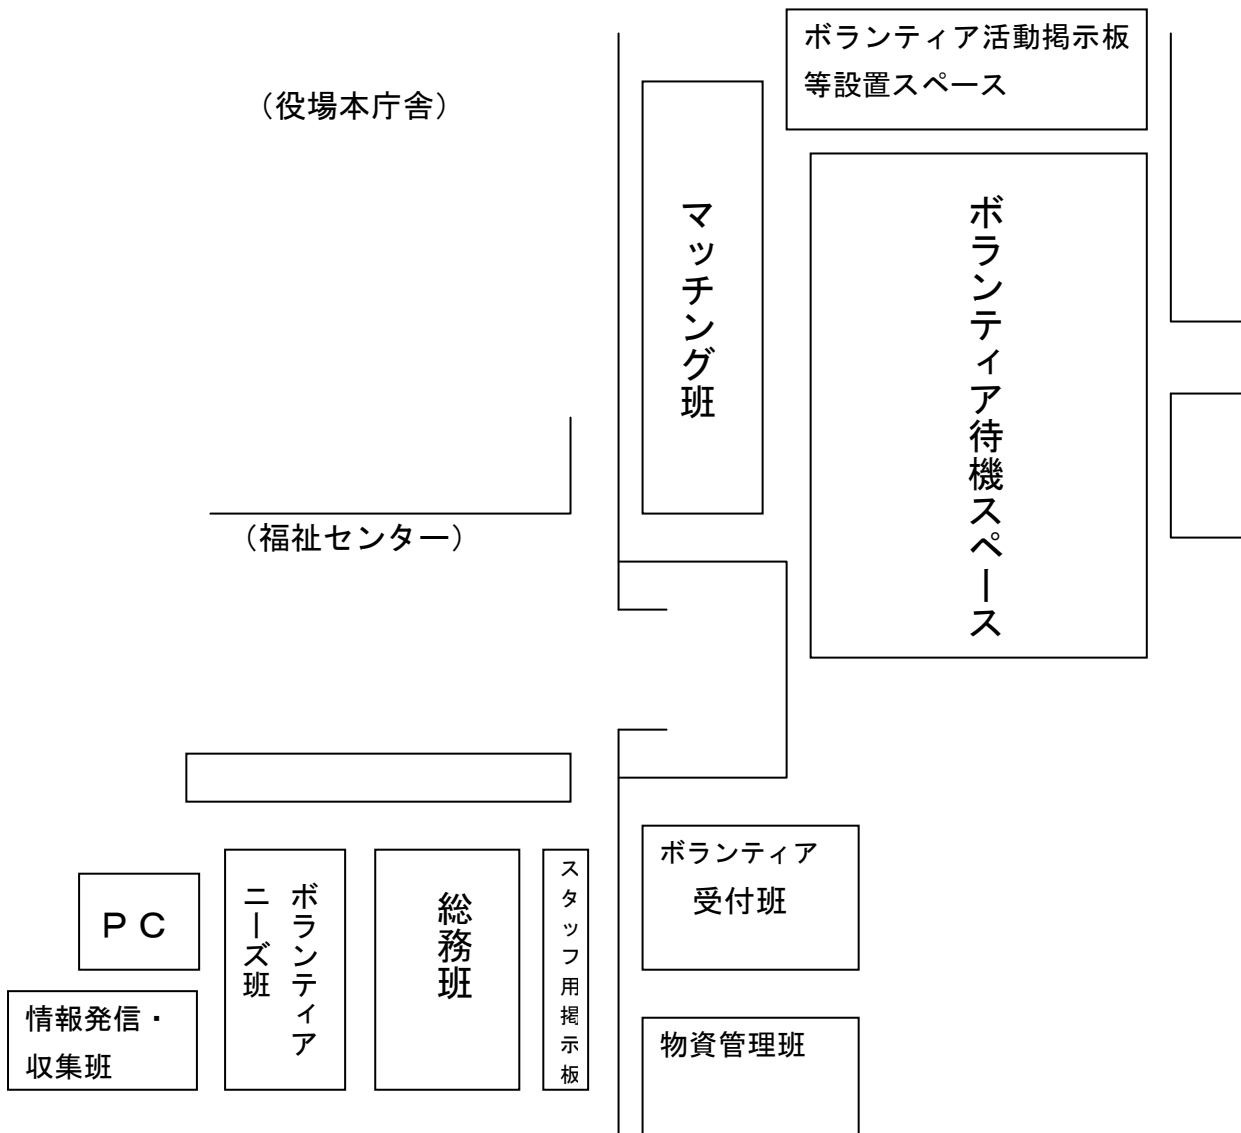 ボランティア活動掲示板
等設置スペース
（役場本庁舎）
マッチング班
ボランティア待機スペース
（福祉センター）
ボランティア
受付班
ＰＣ
ボランティア
ニーズ班
総務班
スタッフ用掲示板
情報発信・
収集班
物資管理班